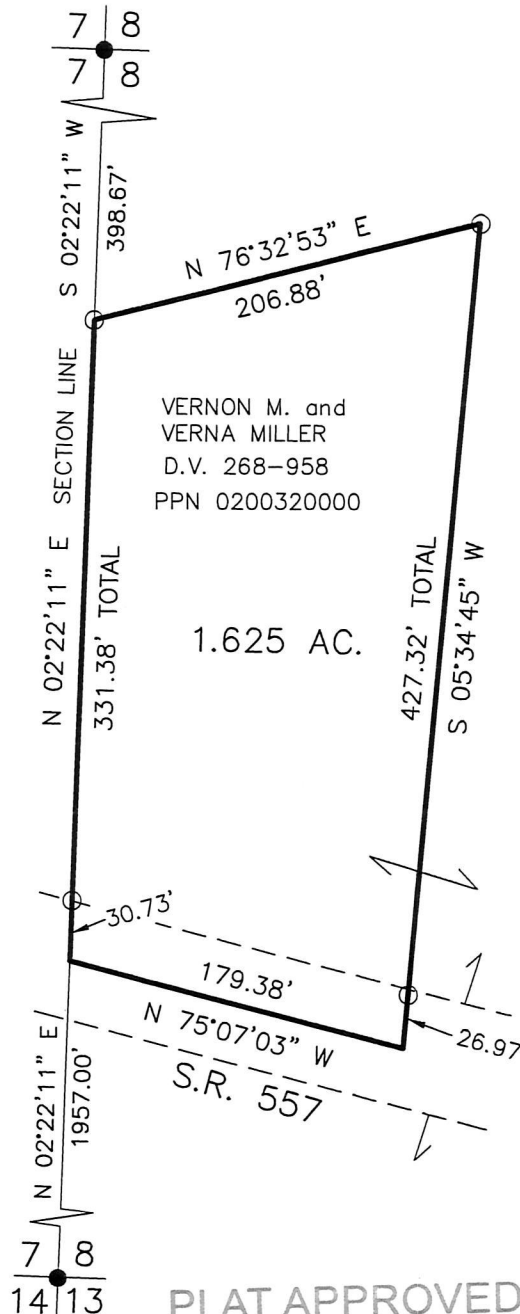 7 8
7 8
S 02°22'11" W
398.67'
N 76°32'53" E
206.88'
VERNON M. and
VERNA MILLER
D.V. 268-958
PPN 0200320000
1.625 AC.
N 02°22'11" E SECTION LINE
331.38' TOTAL
427.32' TOTAL
S 05°34'45" W
30.73'
179.38'
N 75°07'03" W
26.97
S.R. 557
N 02°22'11" E
1957.00'
7 8
14 13
PLAT APPROVED